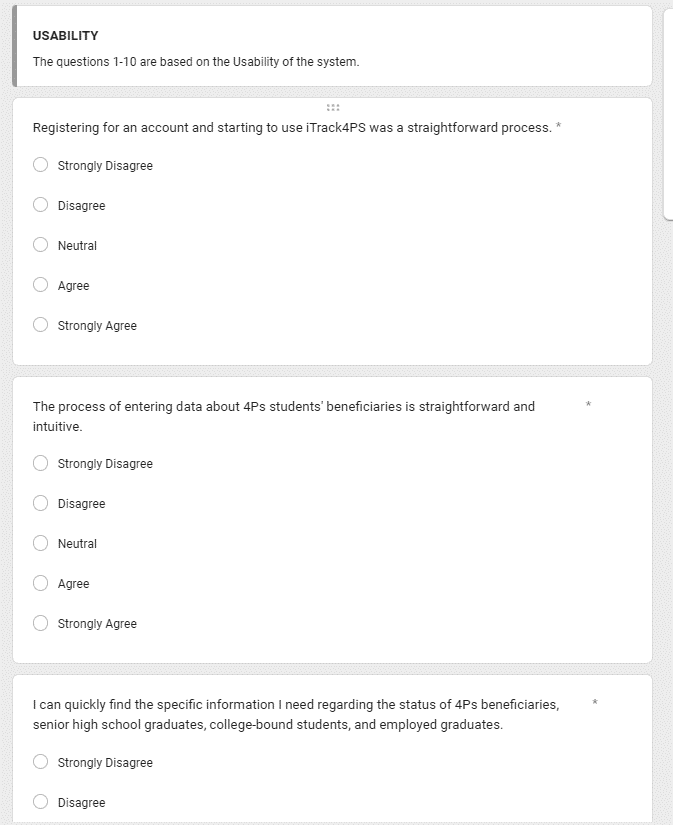 USABILITY
The questions 1-10 are based on the Usability of the system.
Registering for an account and starting to use iTrack4PS was a straightforward process. *
Strongly Disagree
Disagree
Neutral
Agree
Strongly Agree
The process of entering data about 4Ps students' beneficiaries is straightforward and *
intuitive.
Strongly Disagree
Disagree
Neutral
Agree
Strongly Agree
I can quickly find the specific information I need regarding the status of 4Ps beneficiaries, *
senior high school graduates, college-bound students, and employed graduates.
Strongly Disagree
Disagree